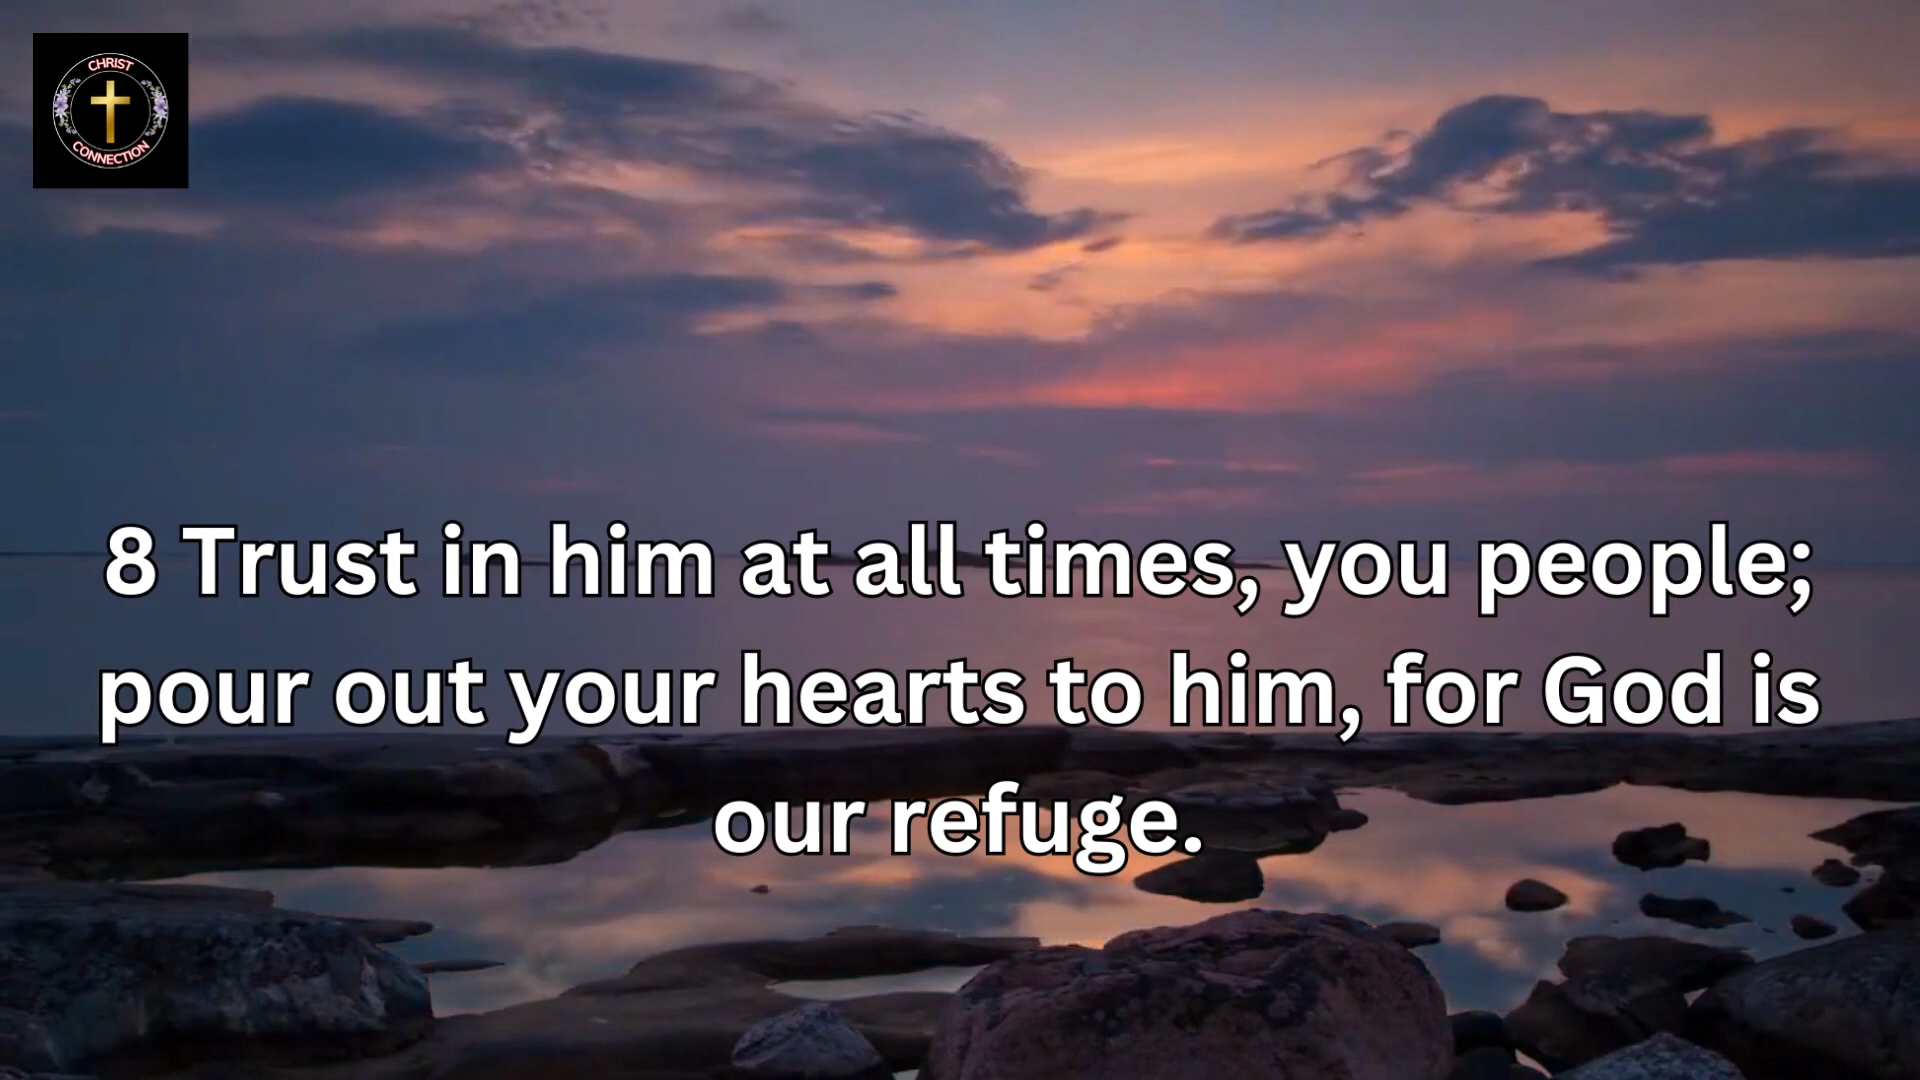 CHRIST
CONNECTION
8 Trust in him at all times, you people;
pour out your hearts to him, for God is
our refuge.